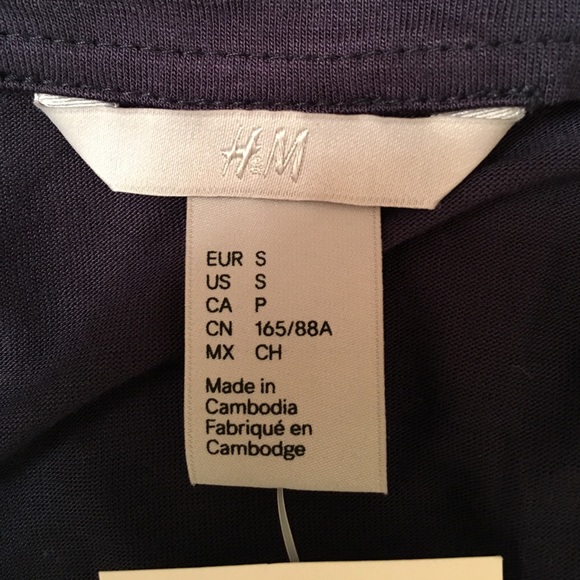 H&M
EUR S
US S
CA P
CN 165/88A
MX CH
Made in
Cambodia
Fabriqué en
Cambodge